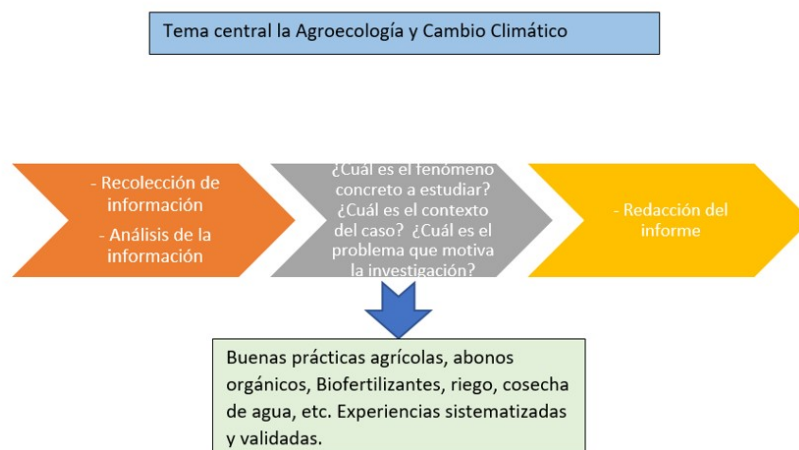 Tema central la Agroecología y Cambio Climático
- Recolección de
información
- Análisis de la
información
¿Cuál es el fenómeno
concreto a estudiar?
¿Cuál es el contexto
del caso?  ¿Cuál es el
problema que motiva
la investigación?
- Redacción del
informe
Buenas prácticas agrícolas, abonos
orgánicos, Biofertilizantes, riego, cosecha
de agua, etc. Experiencias sistematizadas
y validadas.